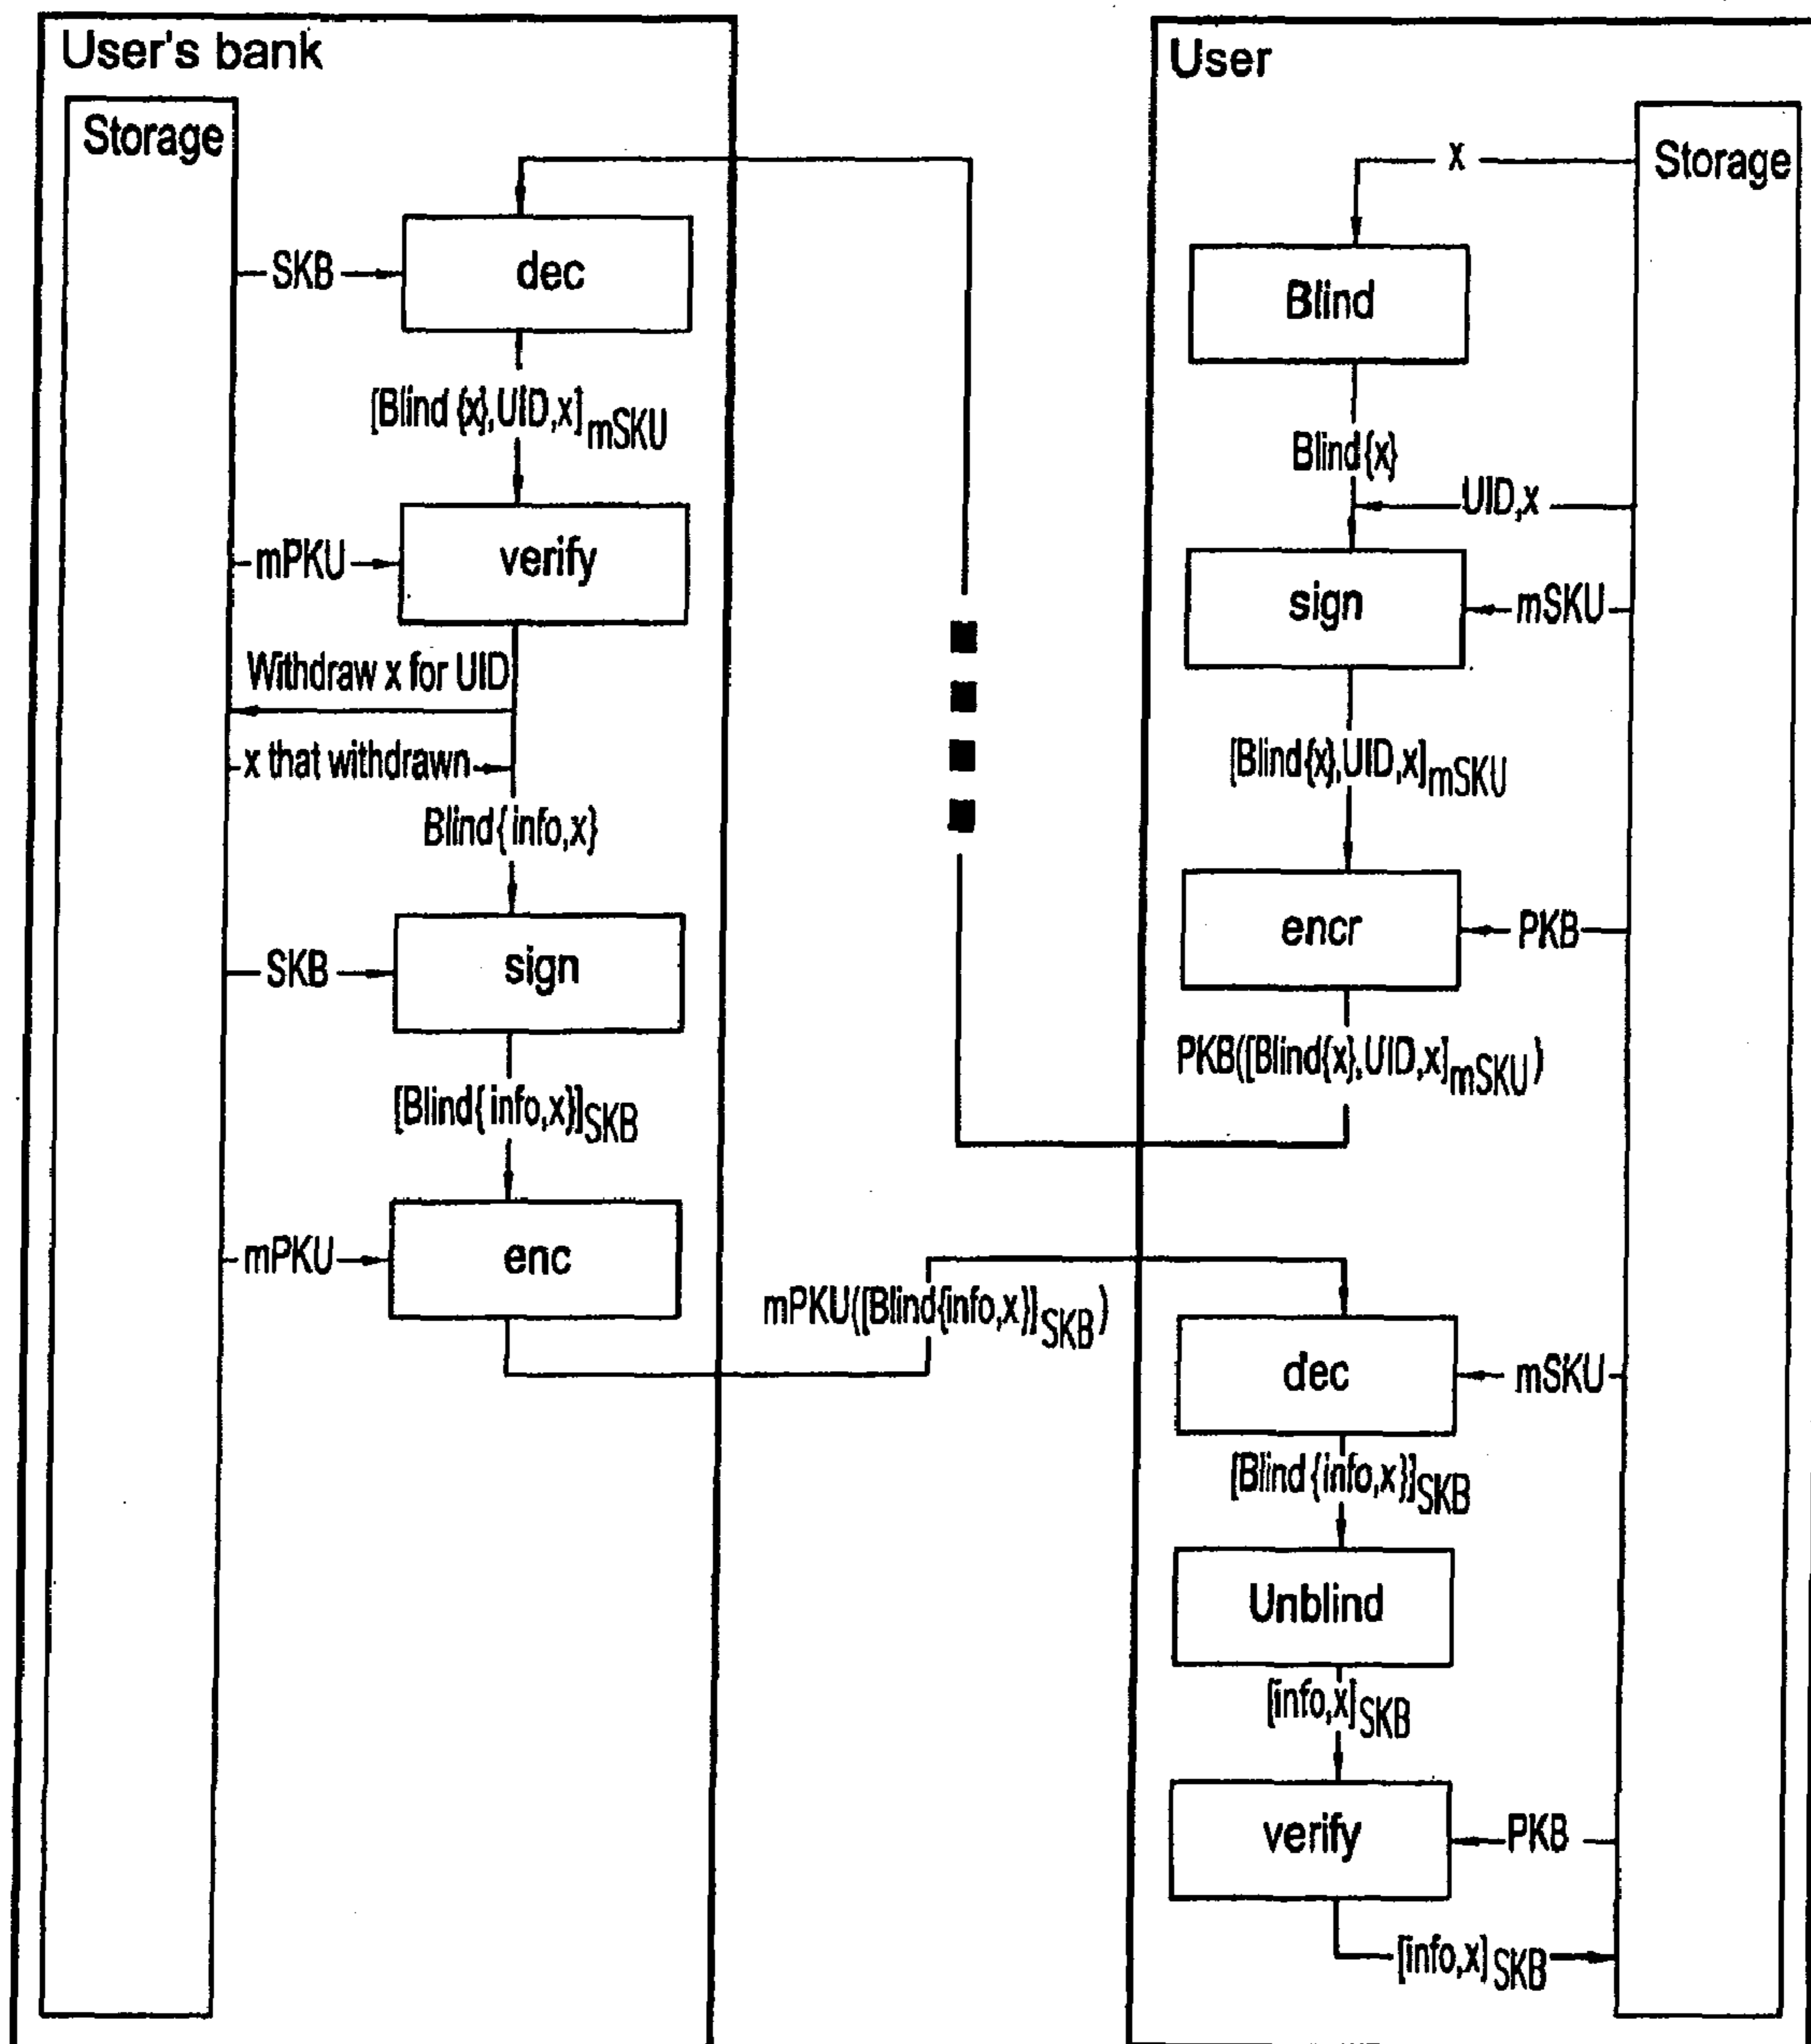 User's bank
Storage
SKB
dec
[Blind {x},UID,x]mSKU
mPKU
verify
Withdraw x for UID
x that withdrawn
Blind{info,x}
SKB
sign
[Blind{info,x}]SKB
mPKU
enc
mPKU([Blind{info,x}]SKB)
User
Storage
x
Blind
Blind{x}
UID,x
sign
mSKU
[Blind{x},UID,x]mSKU
encr
PKB
PKB([Blind{x},UID,x]mSKU)
dec
mSKU
[Blind{info,x}]SKB
Unblind
[info,x]SKB
verify
PKB
[info,x]SKB